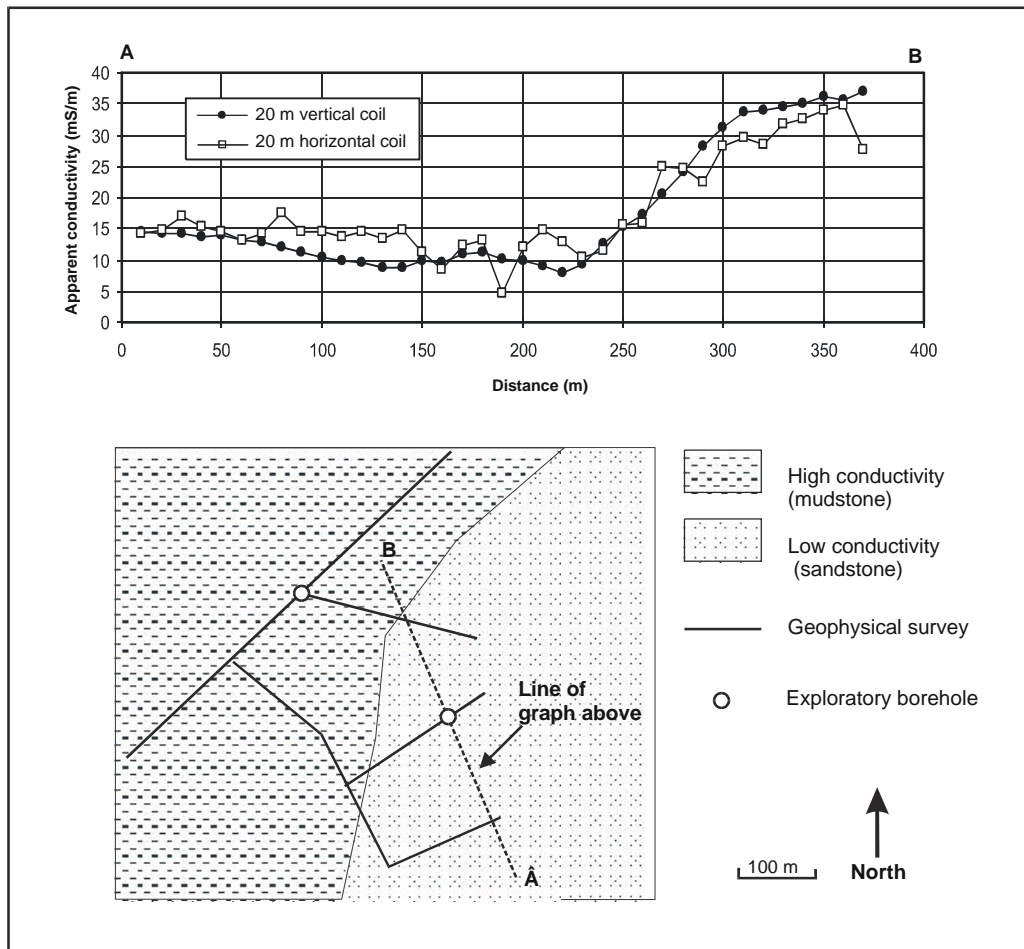 A
B
40
35
30
25
20
15
10
5
0
Apparent conductivity (mS/m)
20 m vertical coil
20 m horizontal coil
0 50 100 150 200 250 300 350 400
Distance (m)
B
Line of
graph above
Â
High conductivity
(mudstone)
Low conductivity
(sandstone)
Geophysical survey
Exploratory borehole
100 m
North